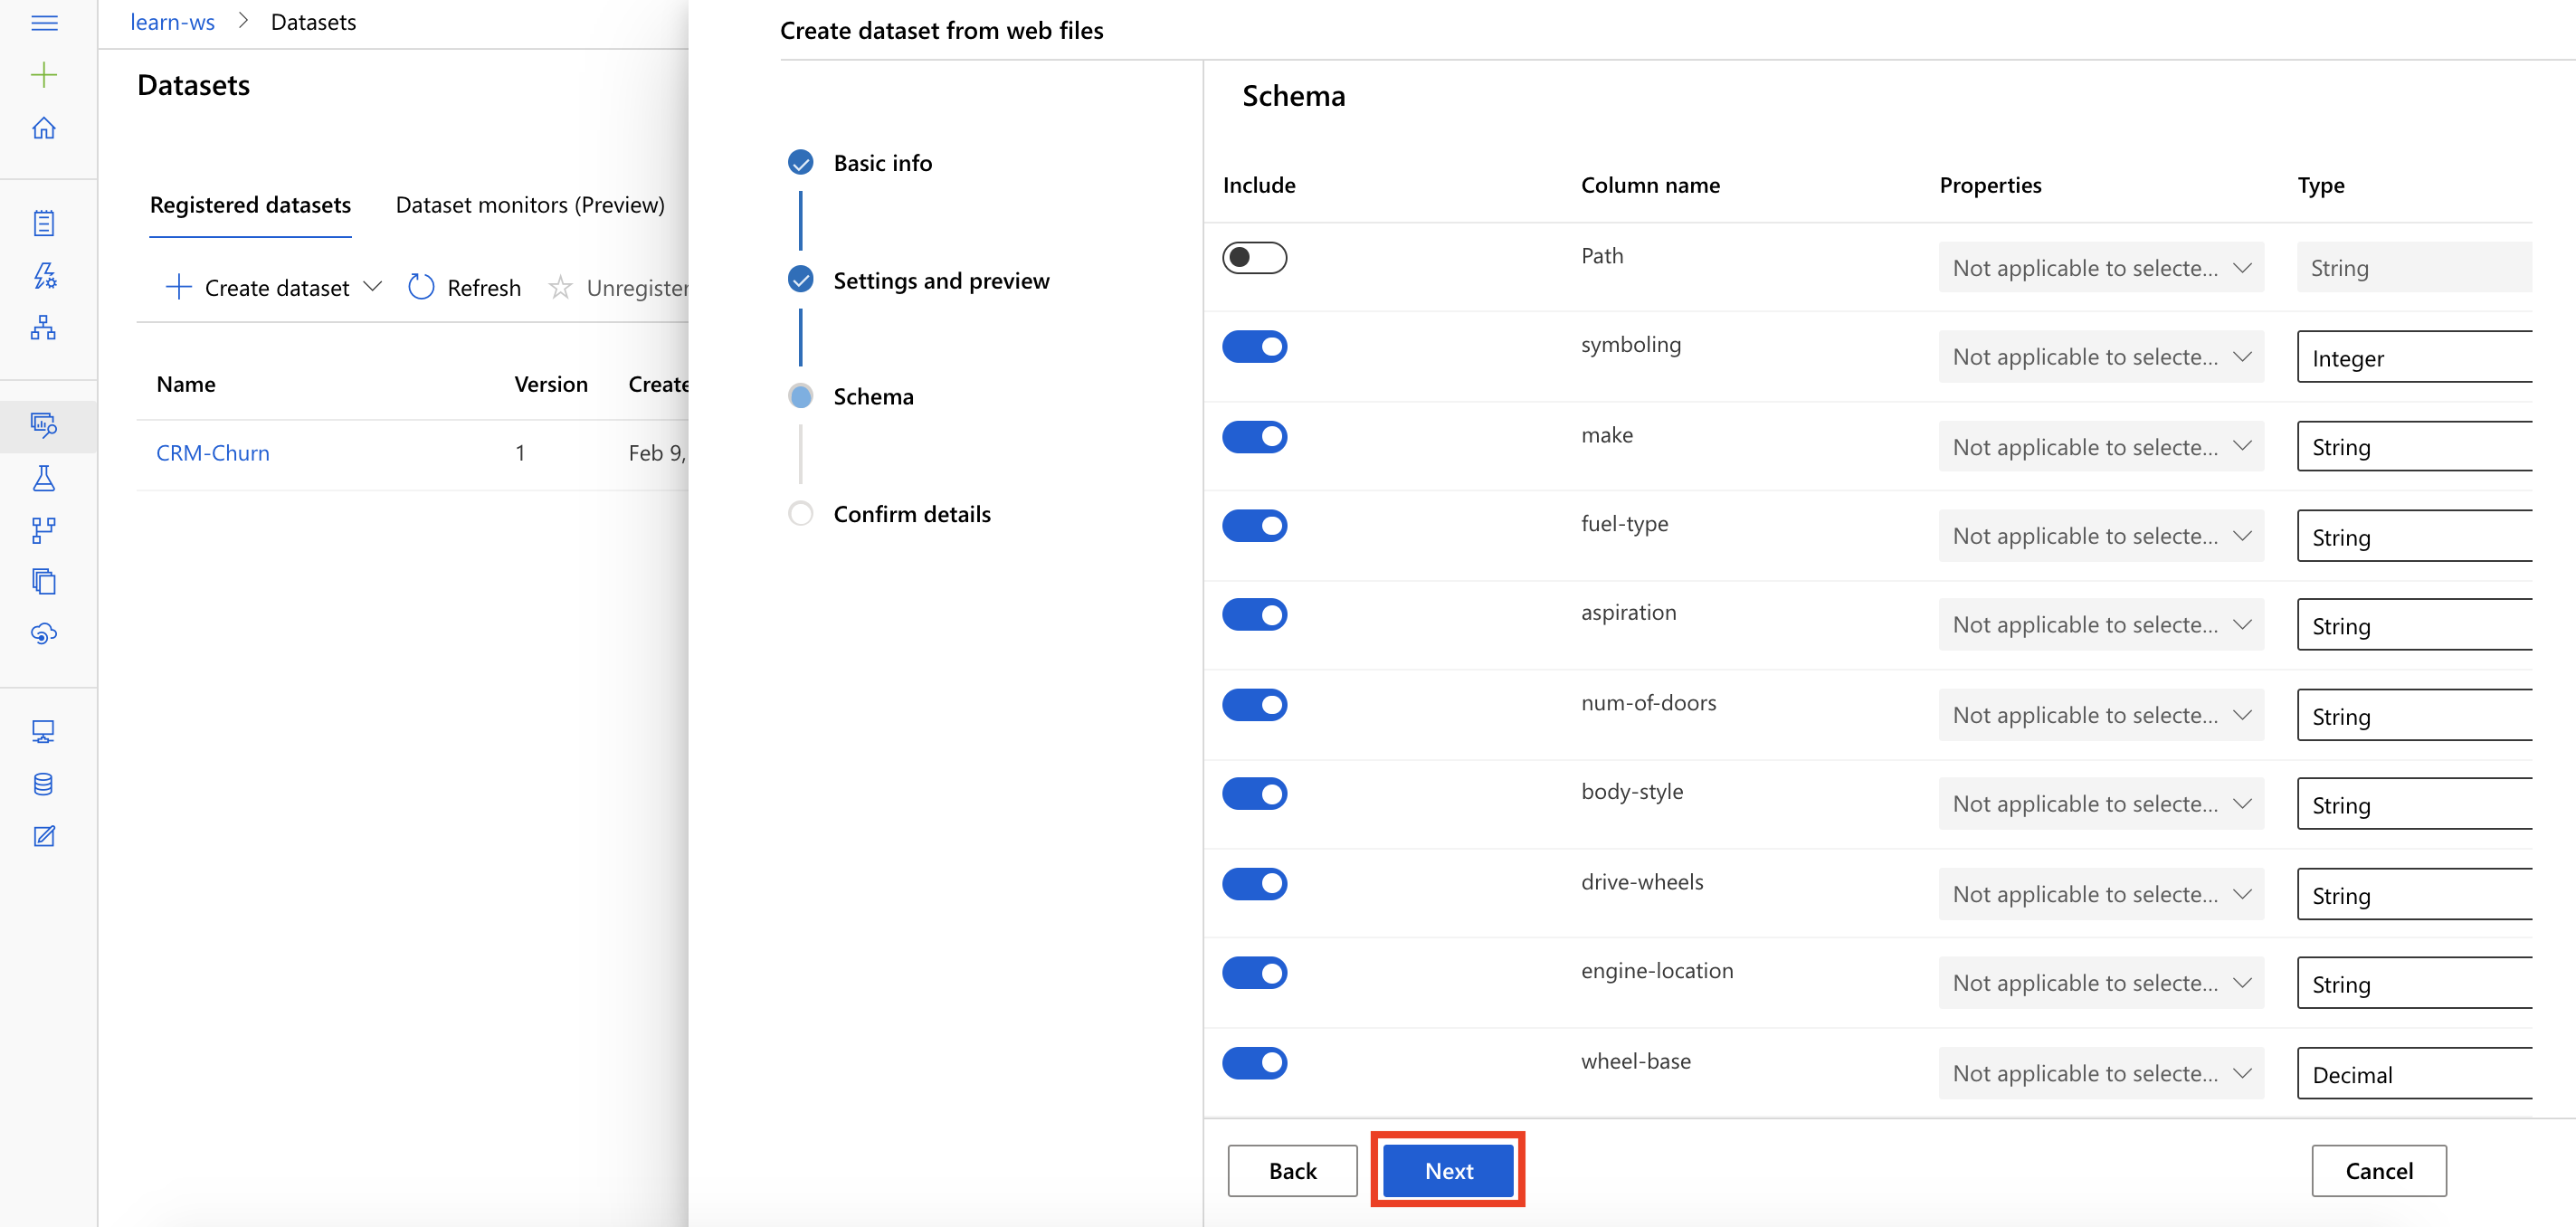 learn-ws > Datasets
Datasets
Registered datasets Dataset monitors (Preview)
Create dataset Refresh Unregister
Name Version Create
CRM-Churn 1 Feb 9,
Create dataset from web files
Basic info
Settings and preview
Schema
Confirm details
Schema
Include Column name Properties Type
Path Not applicable to selecte... String
symboling Not applicable to selecte... Integer
make Not applicable to selecte... String
fuel-type Not applicable to selecte... String
aspiration Not applicable to selecte... String
num-of-doors Not applicable to selecte... String
body-style Not applicable to selecte... String
drive-wheels Not applicable to selecte... String
engine-location Not applicable to selecte... String
wheel-base Not applicable to selecte... Decimal
Back Next Cancel